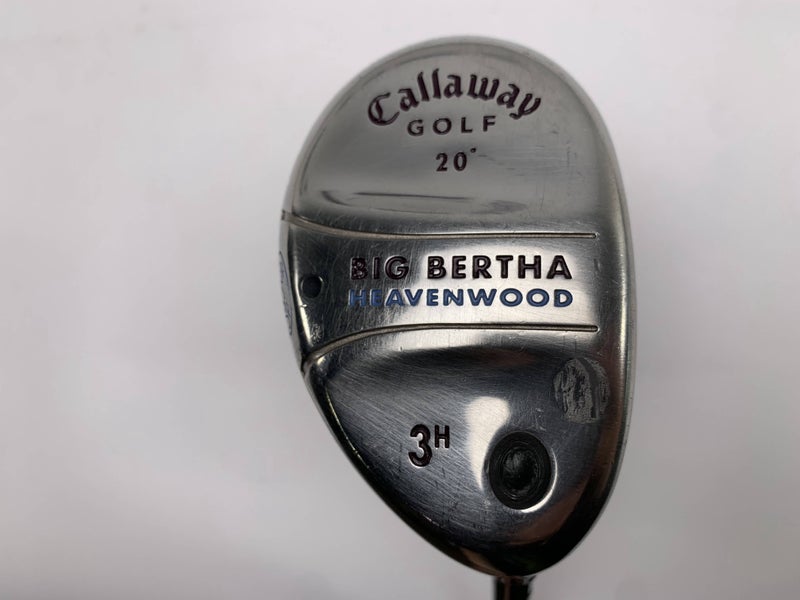 Callaway
GOLF
20°
BIG BERTHA
HEAVENWOOD
3H